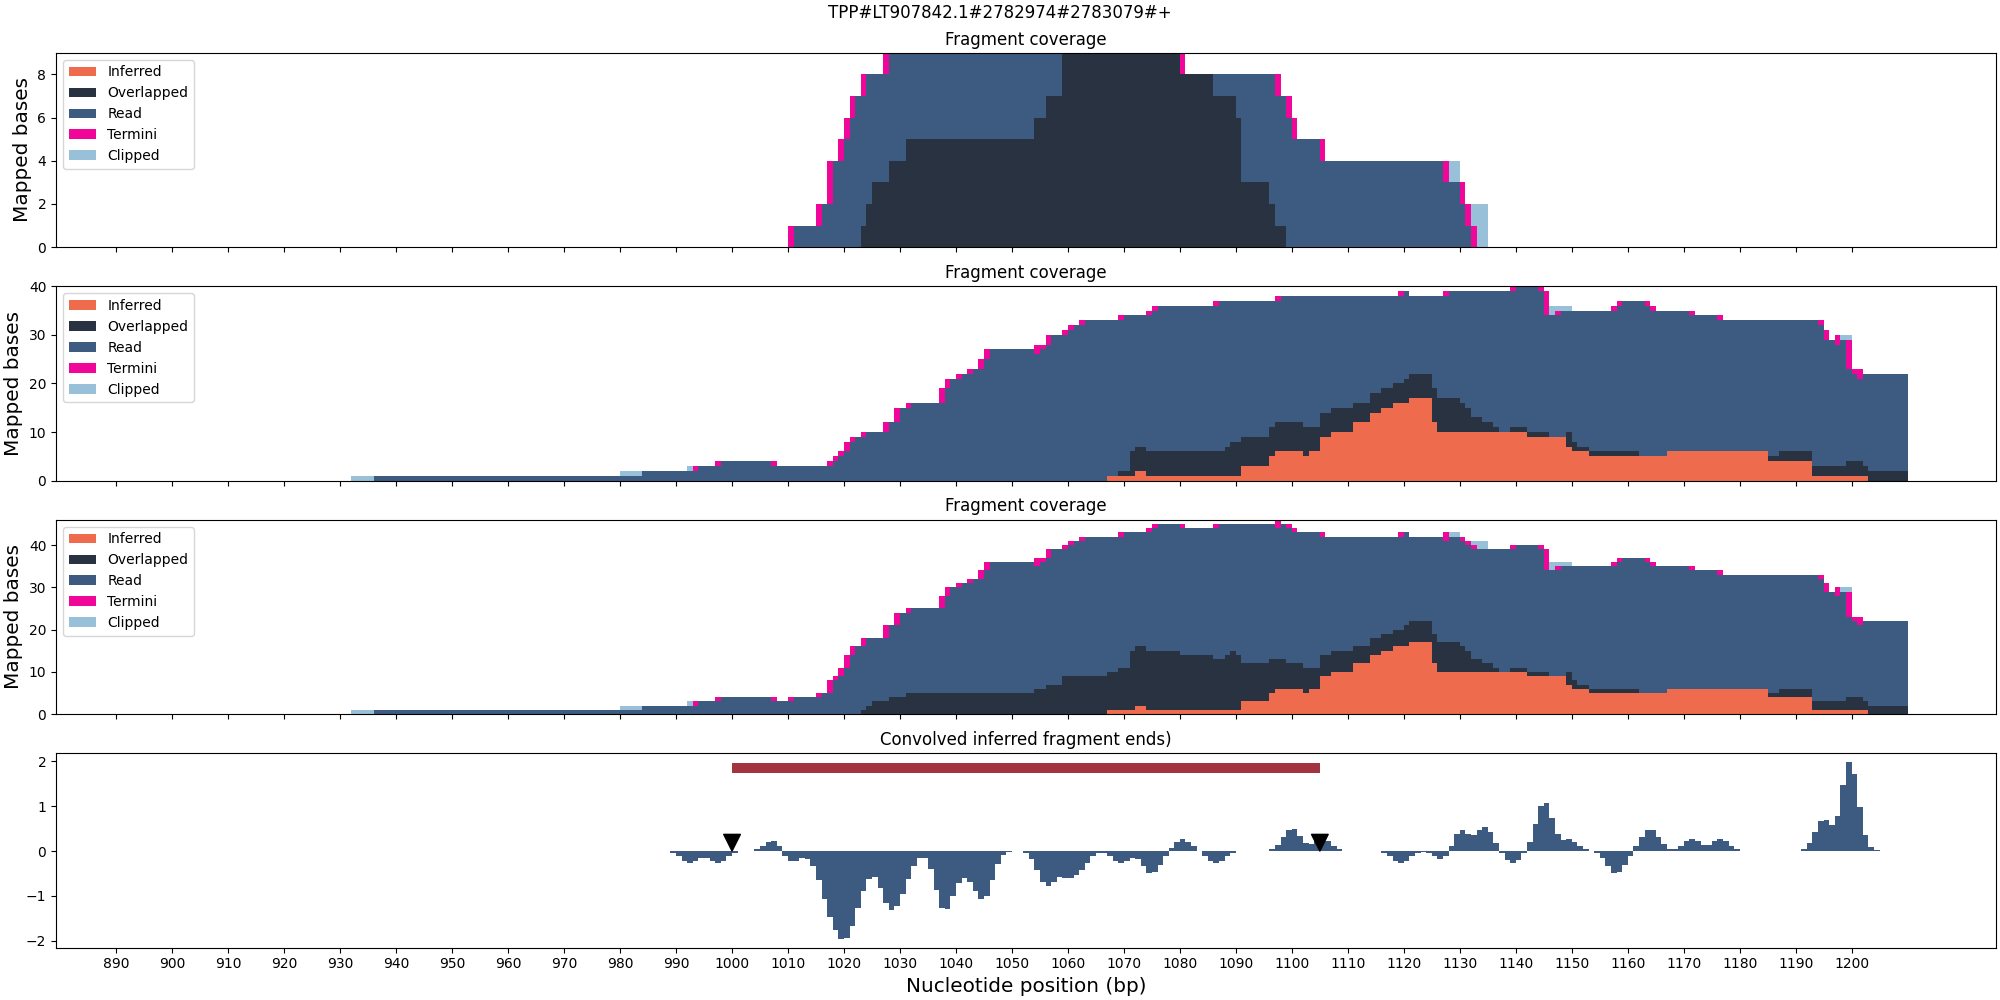 TPP#LT907842.1#2782974#2783079#+
Fragment coverage
Mapped bases
8
6
4
2
0
Inferred
Overlapped
Read
Termini
Clipped
Fragment coverage
Mapped bases
40
30
20
10
0
Inferred
Overlapped
Read
Termini
Clipped
Fragment coverage
Mapped bases
40
30
20
10
0
Inferred
Overlapped
Read
Termini
Clipped
Convolved inferred fragment ends)
2
1
0
−1
−2
890 900 910 920 930 940 950 960 970 980 990 1000 1010 1020 1030 1040 1050 1060 1070 1080 1090 1100 1110 1120 1130 1140 1150 1160 1170 1180 1190 1200
Nucleotide position (bp)